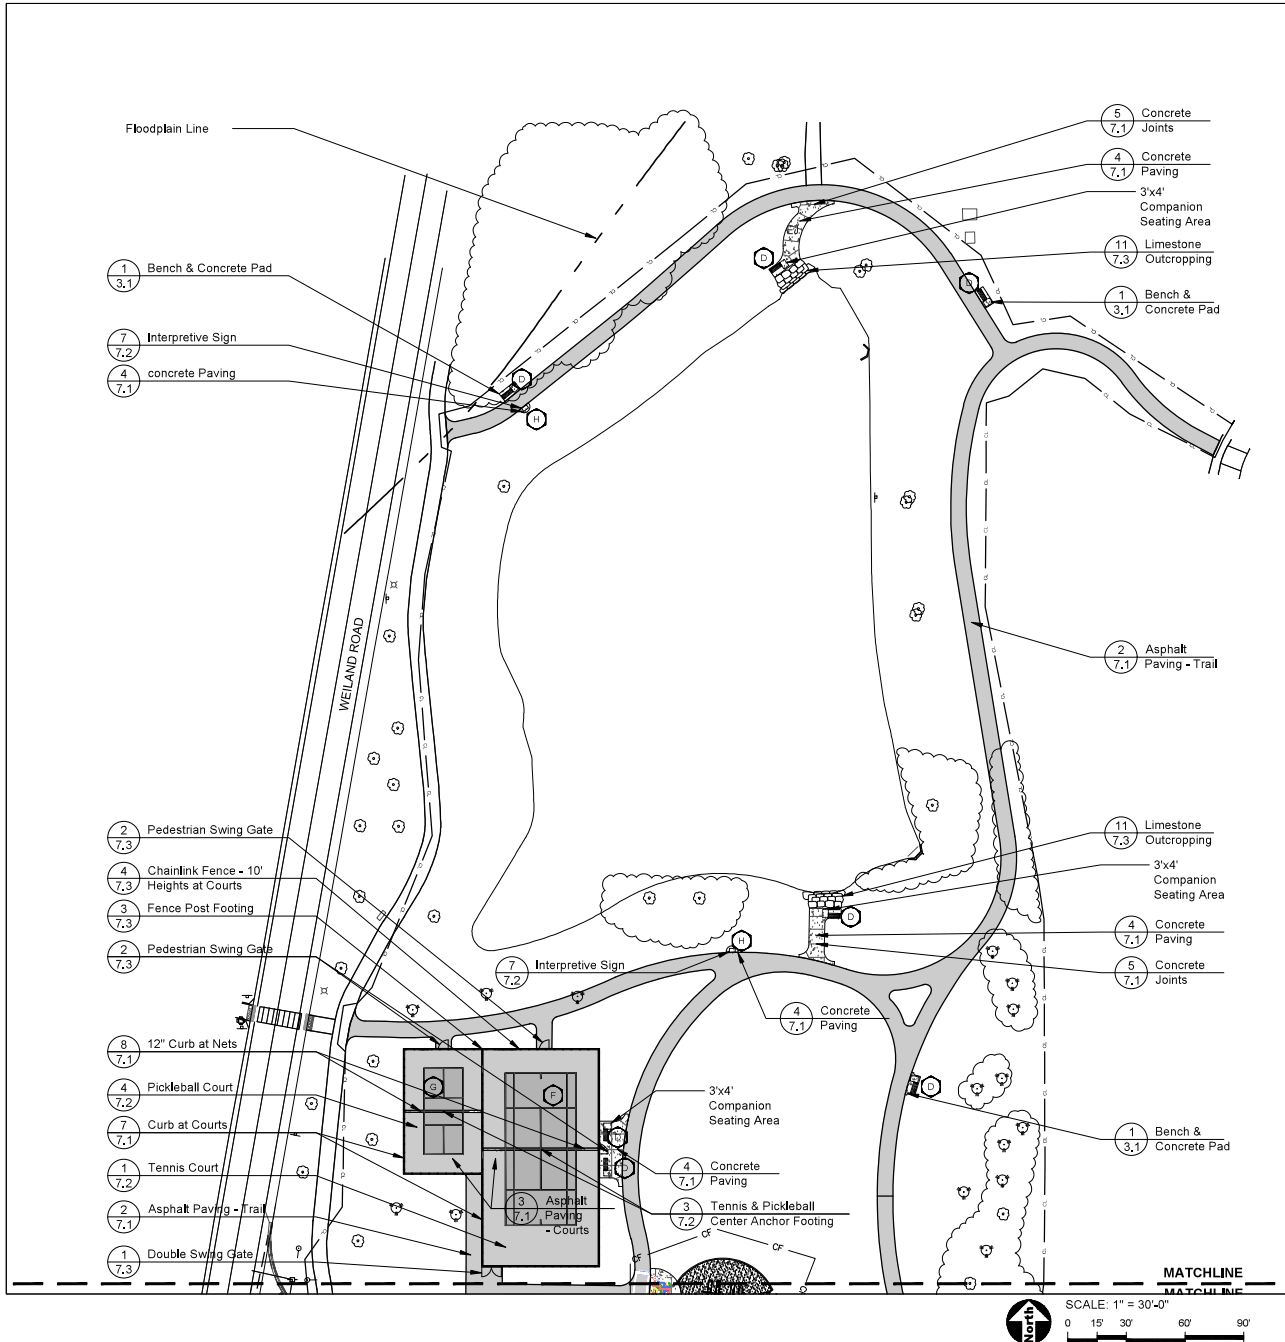 Floodplain Line
5
7.1
Concrete
Joints
4
7.1
Concrete
Paving
3'x4'
Companion
Seating Area
11
7.3
Limestone
Outcropping
1
3.1
Bench &
Concrete Pad
1
3.1
Bench & Concrete Pad
7
7.2
Interpretive Sign
4
7.1
concrete Paving
D
D
D
H
WEILAND ROAD
2
7.1
Asphalt
Paving - Trail
2
7.3
Pedestrian Swing Gate
4
7.3
Chainlink Fence - 10'
Heights at Courts
3
7.3
Fence Post Footing
2
7.3
Pedestrian Swing Gate
8
7.1
12" Curb at Nets
4
7.2
Pickleball Court
7
7.1
Curb at Courts
1
7.2
Tennis Court
2
7.1
Asphalt Paving - Trail
1
7.3
Double Swing Gate
11
7.3
Limestone
Outcropping
3'x4'
Companion
Seating Area
4
7.1
Concrete
Paving
5
7.1
Concrete
Joints
D
H
7
7.2
Interpretive Sign
4
7.1
Concrete
Paving
G
F
3'x4'
Companion
Seating Area
D
1
3.1
Bench &
Concrete Pad
4
7.1
Concrete
Paving
3
7.1
Asphalt
Paving
- Courts
3
7.2
Tennis & Pickleball
Center Anchor Footing
CF
CF
CF
MATCHLINE
MATCHLINE
North
SCALE: 1" = 30'-0"
0 15' 30' 60' 90'